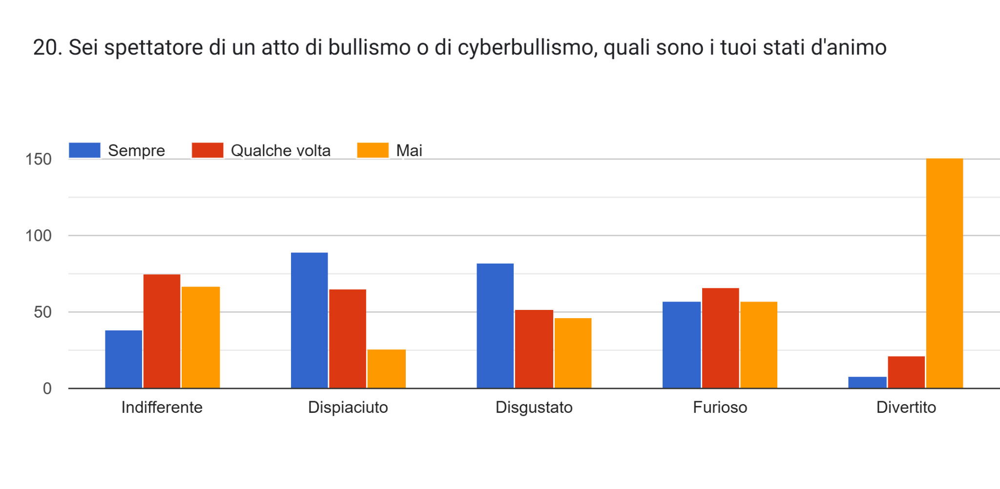 20. Sei spettatore di un atto di bullismo o di cyberbullismo, quali sono i tuoi stati d'animo
Sempre Qualche volta Mai
150
100
50
0
Indifferente Dispiaciuto Disgustato Furioso Divertito